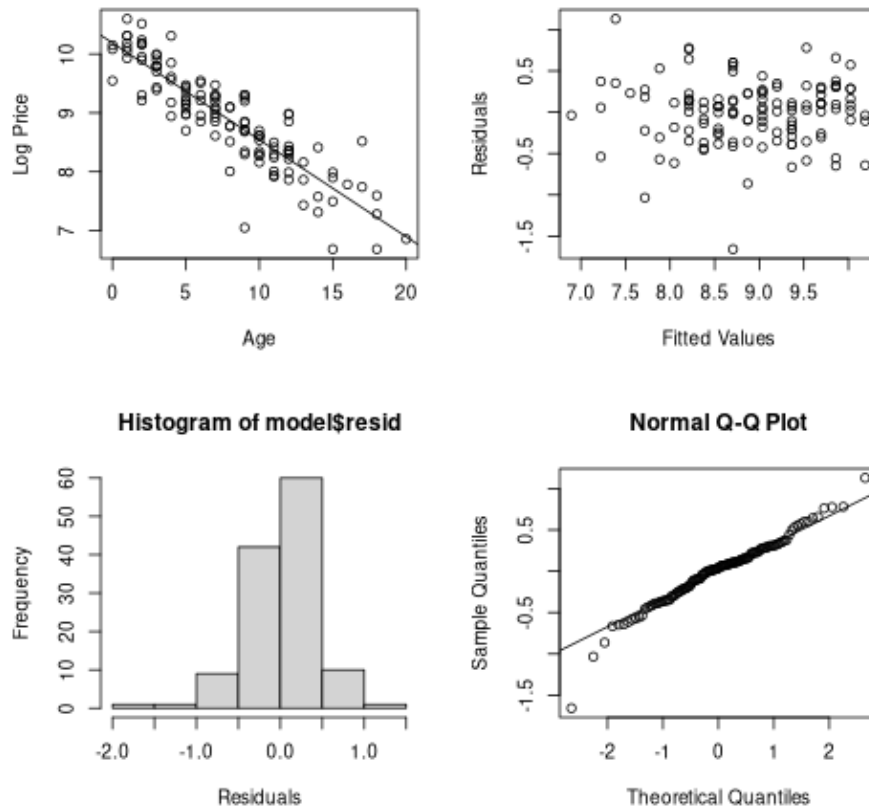 Log Price
10
9
8
7
0 5 10 15 20
Age
Residuals
0.5
-0.5
-1.5
7.0 7.5 8.0 8.5 9.0 9.5
Fitted Values
Histogram of model$resid
Frequency
60
50
40
30
20
10
0
-2.0 -1.0 0.0 1.0
Residuals
Normal Q-Q Plot
Sample Quantiles
0.5
-0.5
-1.5
-2 -1 0 1 2
Theoretical Quantiles